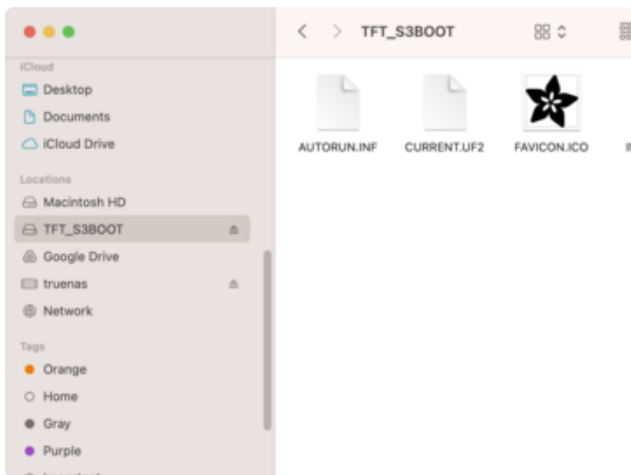 TFT_S3BOOT
iCloud
Desktop
Documents
iCloud Drive
Locations
Macintosh HD
TFT_S3BOOT
Google Drive
truenas
Network
Tags
Orange
Home
Gray
Purple
AUTORUN.INF CURRENT.UF2 FAVICON.ICO